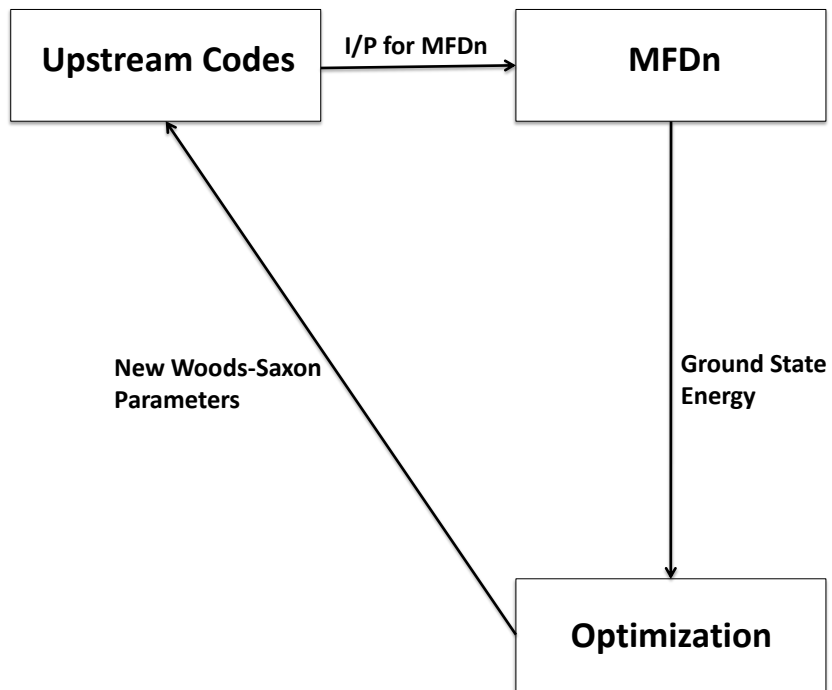 I/P for MFDn
Upstream Codes
MFDn
New Woods-Saxon
Parameters
Ground State
Energy
Optimization